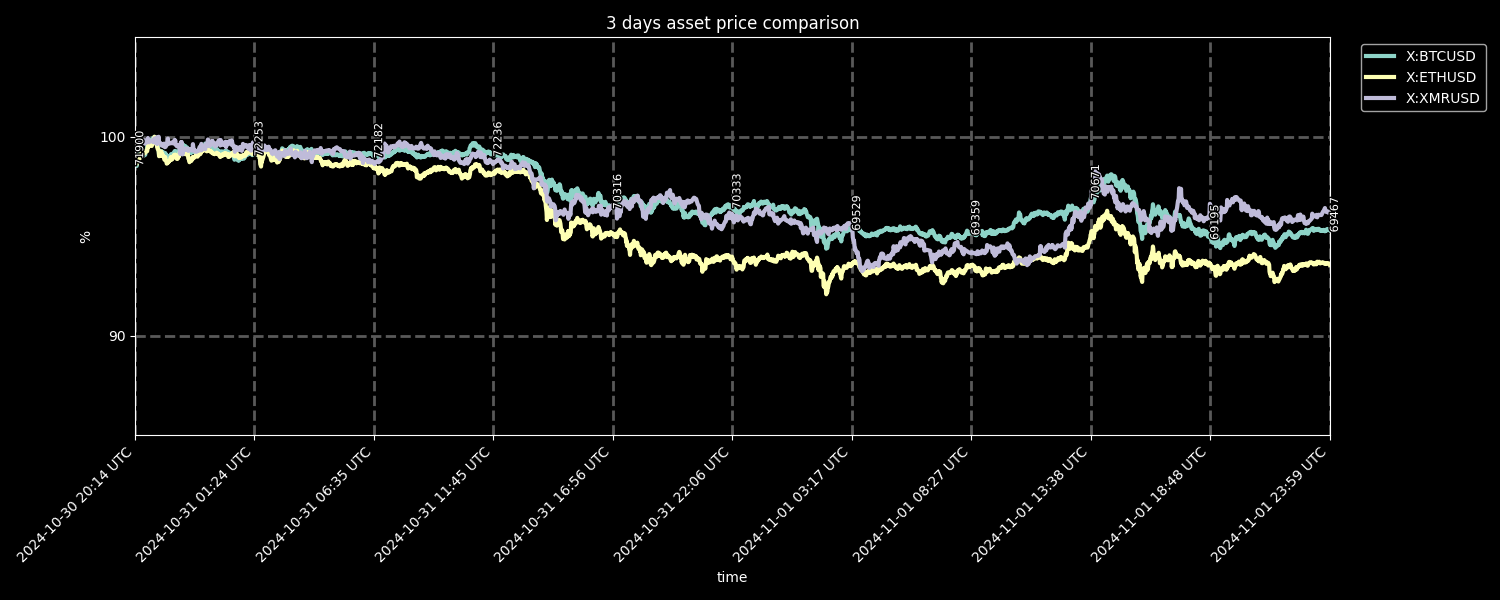 3 days asset price comparison
X:BTCUSD
X:ETHUSD
X:XMRUSD
%
100
90
71900
72253
72182
72236
70316
70333
69529
69359
70671
69195
69467
2024-10-30 20:14 UTC
2024-10-31 01:24 UTC
2024-10-31 06:35 UTC
2024-10-31 11:45 UTC
2024-10-31 16:56 UTC
2024-10-31 22:06 UTC
2024-11-01 03:17 UTC
2024-11-01 08:27 UTC
2024-11-01 13:38 UTC
2024-11-01 18:48 UTC
2024-11-01 23:59 UTC
time